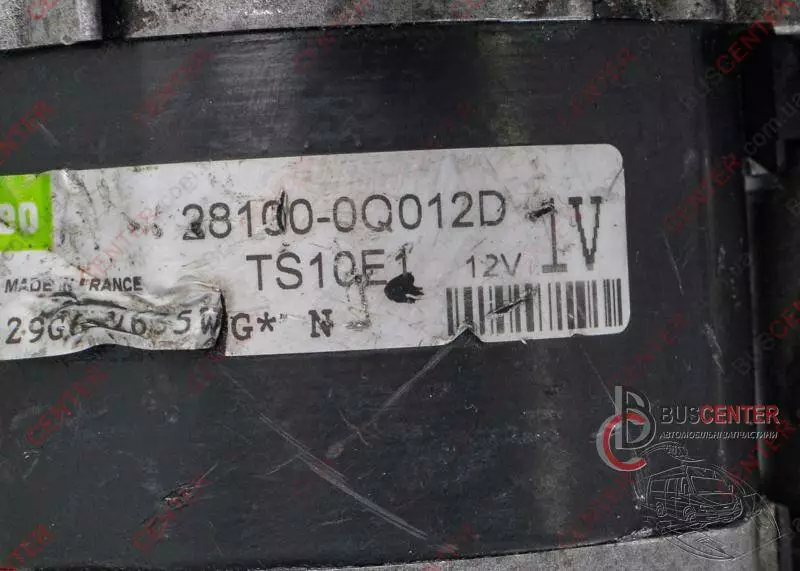 28100-0Q012D
TS10E1 12V 1V
MADE IN FRANCE
G* N
BUSCENTER
АВТОМОБІЛЬНІ ЗАПЧАСТИНИ